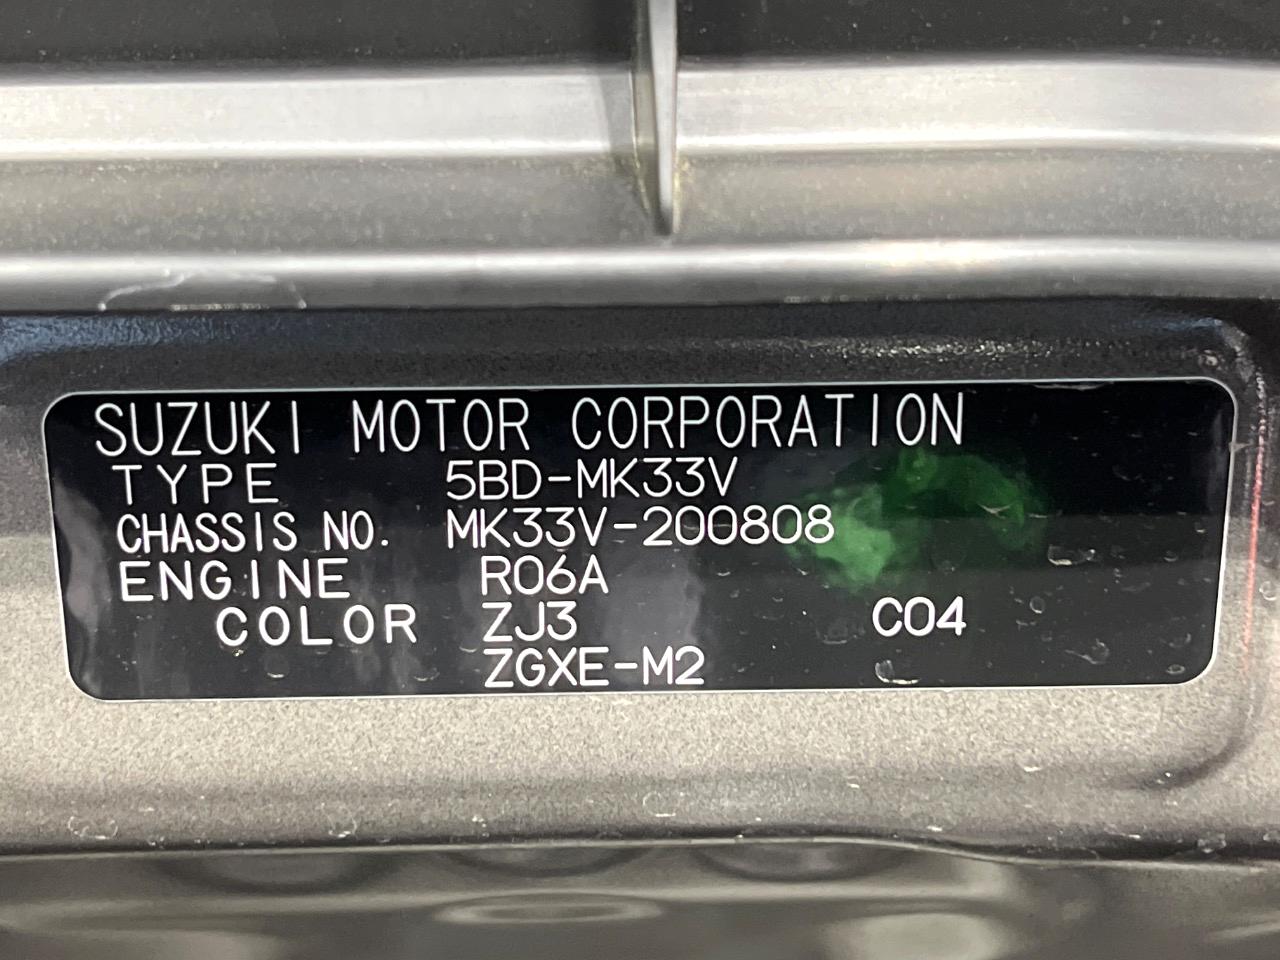 SUZUKI MOTOR CORPORATION
TYPE 5BD-MK33V
CHASSIS NO. MK33V-200808
ENGINE R06A
COLOR ZJ3 C04
ZGXE-M2